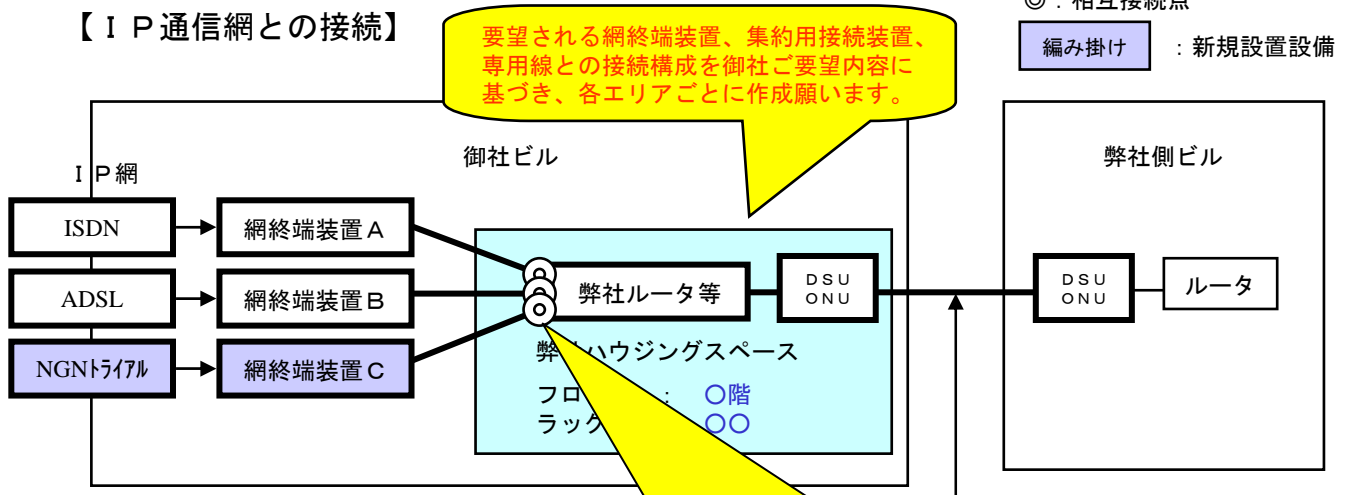 ◎：相互接続点
【ＩＰ通信網との接続】
編み掛け ：新規設置設備
要望される網終端装置、集約用接続装置、
専用線との接続構成を御社ご要望内容に
基づき、各エリアごとに作成願います。
御社ビル
弊社側ビル
ＩＰ網
ISDN
網終端装置Ａ
ADSL
網終端装置Ｂ
NGNﾄﾗｲｱﾙ
網終端装置Ｃ
弊社ルータ等
ＤＳＵ
ＯＮＵ
ＤＳＵ
ＯＮＵ
ルータ
ハウジングスペース
フロ ： 〇階
ラック 〇〇